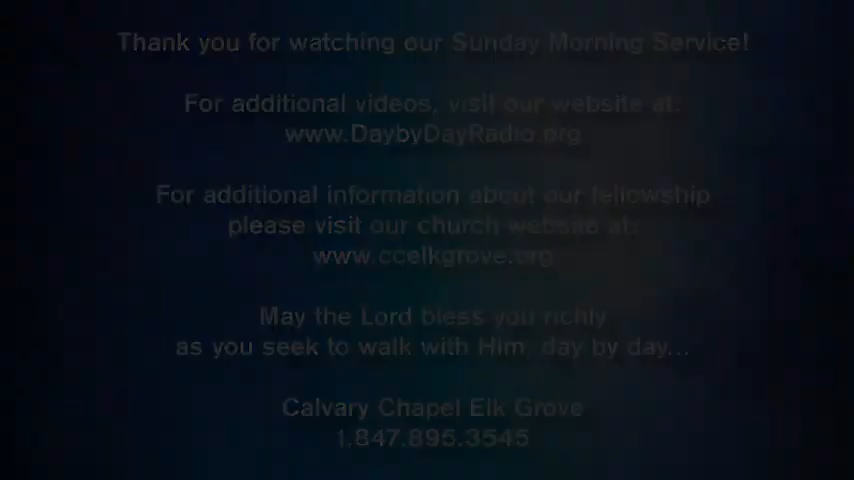 Thank you for watching our Sunday Morning Service!
For additional videos, visit our website at:
www.DaybyDayRadio.org
For additional information about our fellowship
please visit our church website at:
www.ccelkgrove.org
May the Lord bless you richly
as you seek to walk with Him, day by day...
Calvary Chapel Elk Grove
1.847.895.3545